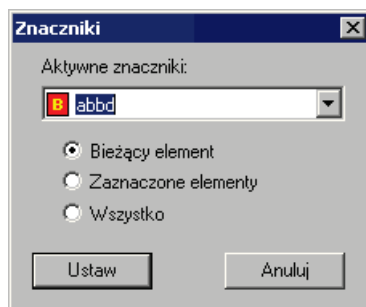 Znaczniki
Aktywne znaczniki:
B abbd
Bieżący element
Zaznaczone elementy
Wszystko
Ustaw Anuluj